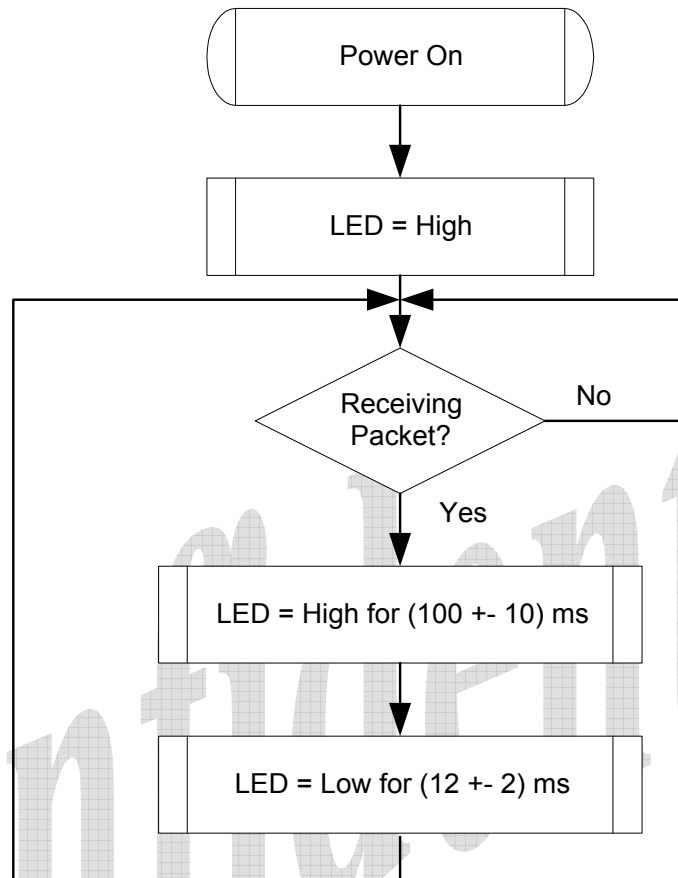 Power On
LED = High
Receiving
Packet?
No
Yes
LED = High for (100 +- 10) ms
LED = Low for (12 +- 2) ms